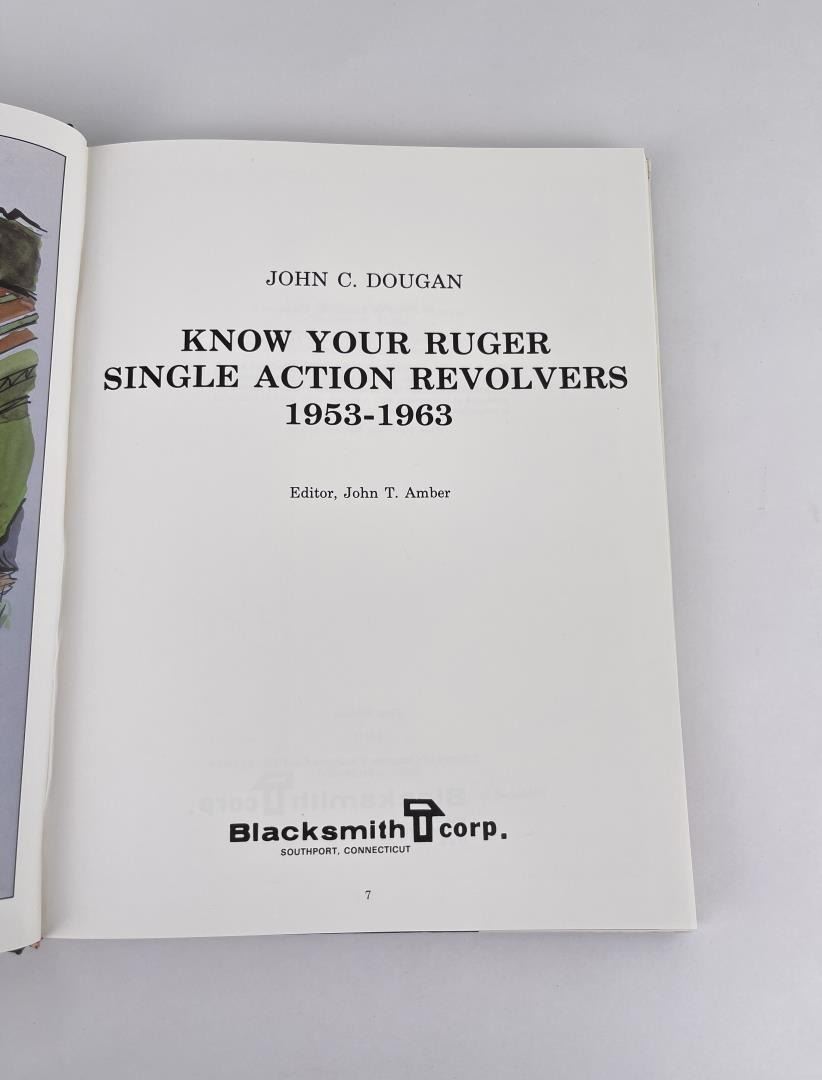 JOHN C. DOUGAN
KNOW YOUR RUGER
SINGLE ACTION REVOLVERS
1953-1963
Editor, John T. Amber
Blacksmith corp.
SOUTHPORT, CONNECTICUT
7